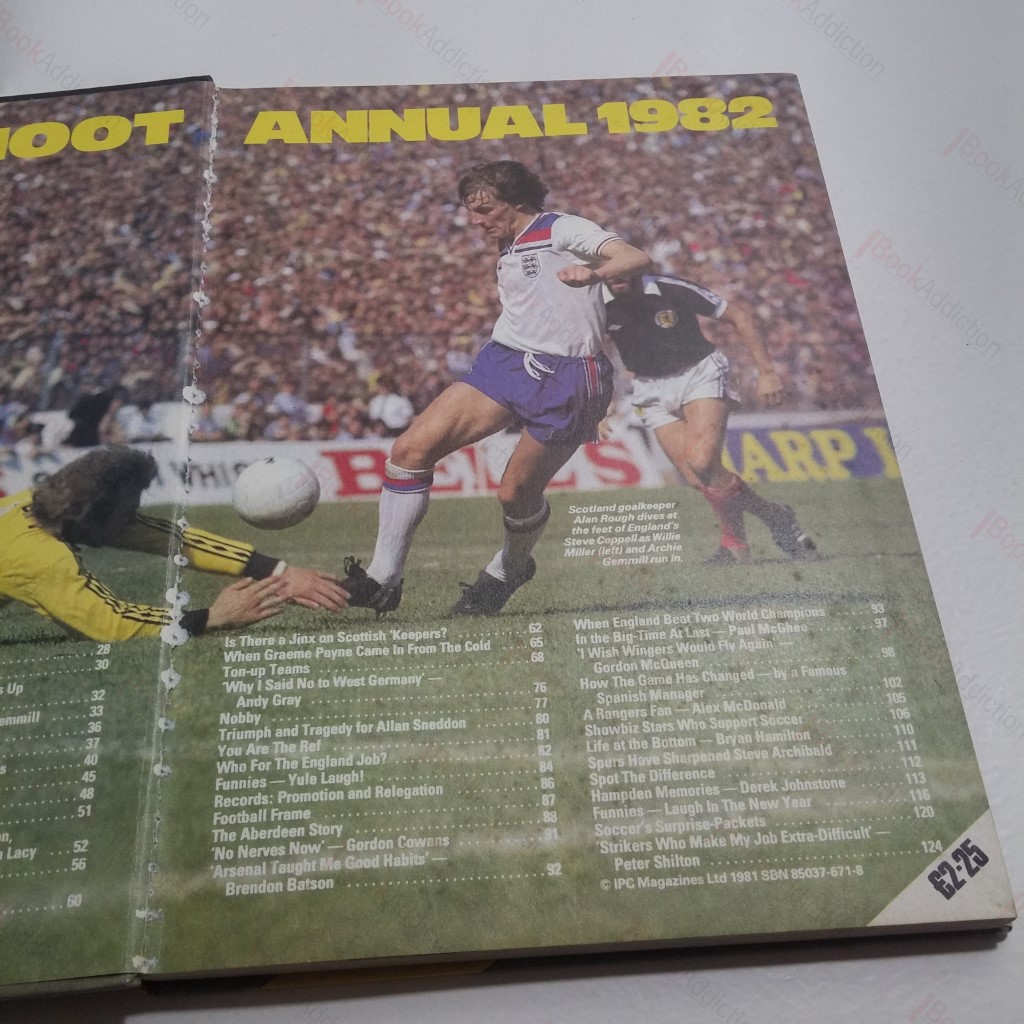 HOOT ANNUAL 1982
BELL'S
HARP
Scotland goalkeeper
Alan Rough dives at
the feet of England's
Steve Coppell as Willie
Miller (left) and Archie
Gemmill run in.
28
30
s Up 32
emmill 33
36
37
s 40
45
48
51
on,
n Lacy 52
56
60
Is There a Jinx on Scottish 'Keepers? 62
When Graeme Payne Came In From The Cold 65
Ton-up Teams 68
'Why I Said No to West Germany' —
Andy Gray 76
Nobby 77
Triumph and Tragedy for Allan Sneddon 80
You Are The Ref 81
Who For The England Job? 82
Funnies — Yule Laugh! 84
Records: Promotion and Relegation 86
Football Frame 87
The Aberdeen Story 88
'No Nerves Now' — Gordon Cowans 91
'Arsenal Taught Me Good Habits' —
Brendon Batson 92
When England Beat Two World Champions 93
In the Big-Time At Last — Paul McGhee 97
'I Wish Wingers Would Fly Again' —
Gordon McQueen 98
How The Game Has Changed — by a Famous
Spanish Manager 102
A Rangers Fan — Alex McDonald 105
Showbiz Stars Who Support Soccer 106
Life at the Bottom — Bryan Hamilton 110
Spurs Have Sharpened Steve Archibald 111
Spot The Difference 112
Hampden Memories — Derek Johnstone 113
Funnies — Laugh In The New Year 116
Soccer's Surprise-Packets 120
'Strikers Who Make My Job Extra-Difficult' —
Peter Shilton 124
© IPC Magazines Ltd 1981 SBN 85037-671-8
£2·25
BookAddiction